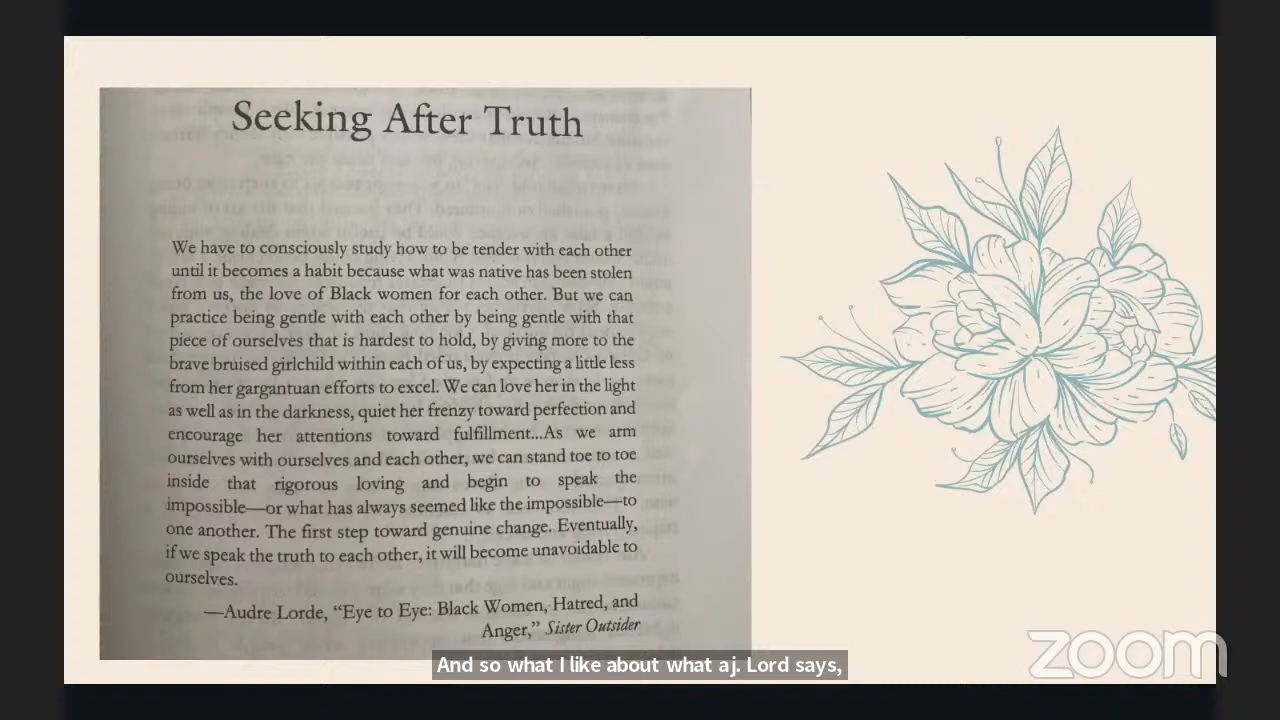 Seeking After Truth
We have to consciously study how to be tender with each other
until it becomes a habit because what was native has been stolen
from us, the love of Black women for each other. But we can
practice being gentle with each other by being gentle with that
piece of ourselves that is hardest to hold, by giving more to the
brave bruised girlchild within each of us, by expecting a little less
from her gargantuan efforts to excel. We can love her in the light
as well as in the darkness, quiet her frenzy toward perfection and
encourage her attentions toward fulfillment...As we arm
ourselves with ourselves and each other, we can stand toe to toe
inside that rigorous loving and begin to speak the
impossible—or what has always seemed like the impossible—to
one another. The first step toward genuine change. Eventually,
if we speak the truth to each other, it will become unavoidable to
ourselves.
—Audre Lorde, “Eye to Eye: Black Women, Hatred, and
Anger,” Sister Outsider
And so what I like about what aj. Lord says,
zoom